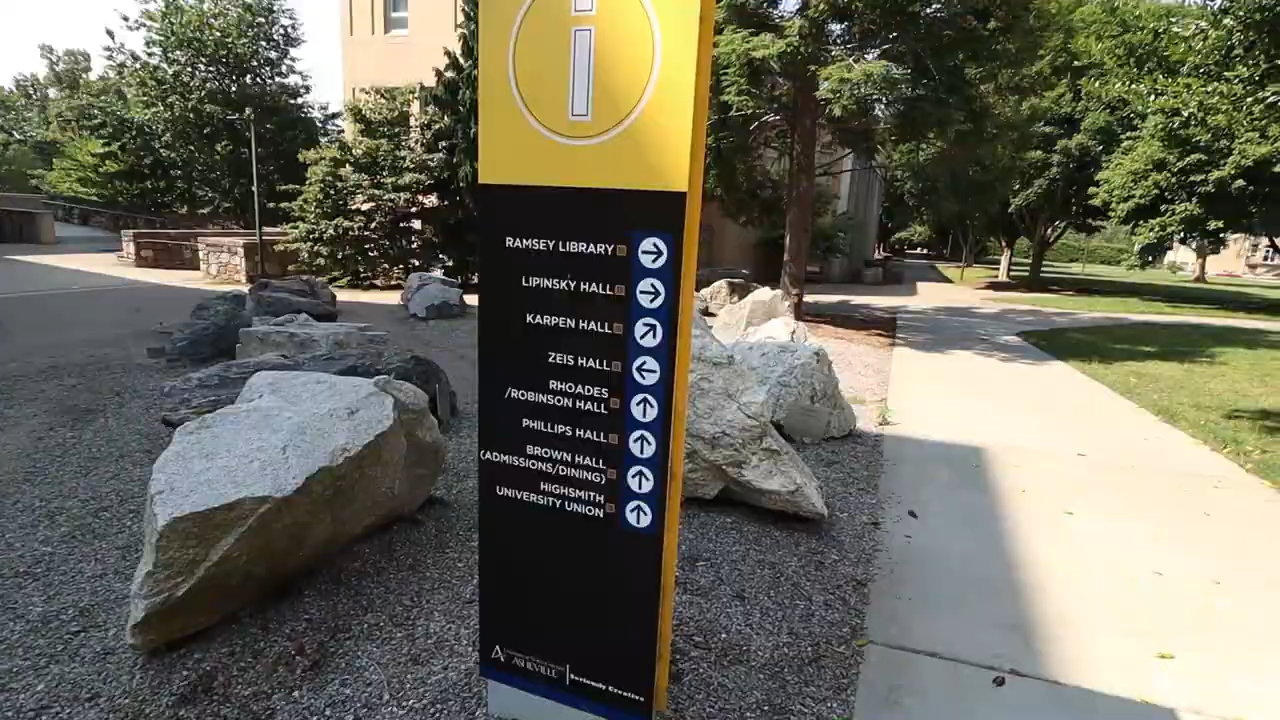 i
RAMSEY LIBRARY
LIPINSKY HALL
KARPEN HALL
ZEIS HALL
RHOADES
/ROBINSON HALL
PHILLIPS HALL
BROWN HALL
(ADMISSIONS/DINING)
HIGHSMITH
UNIVERSITY UNION
ASHEVILLE
Seriously Creative